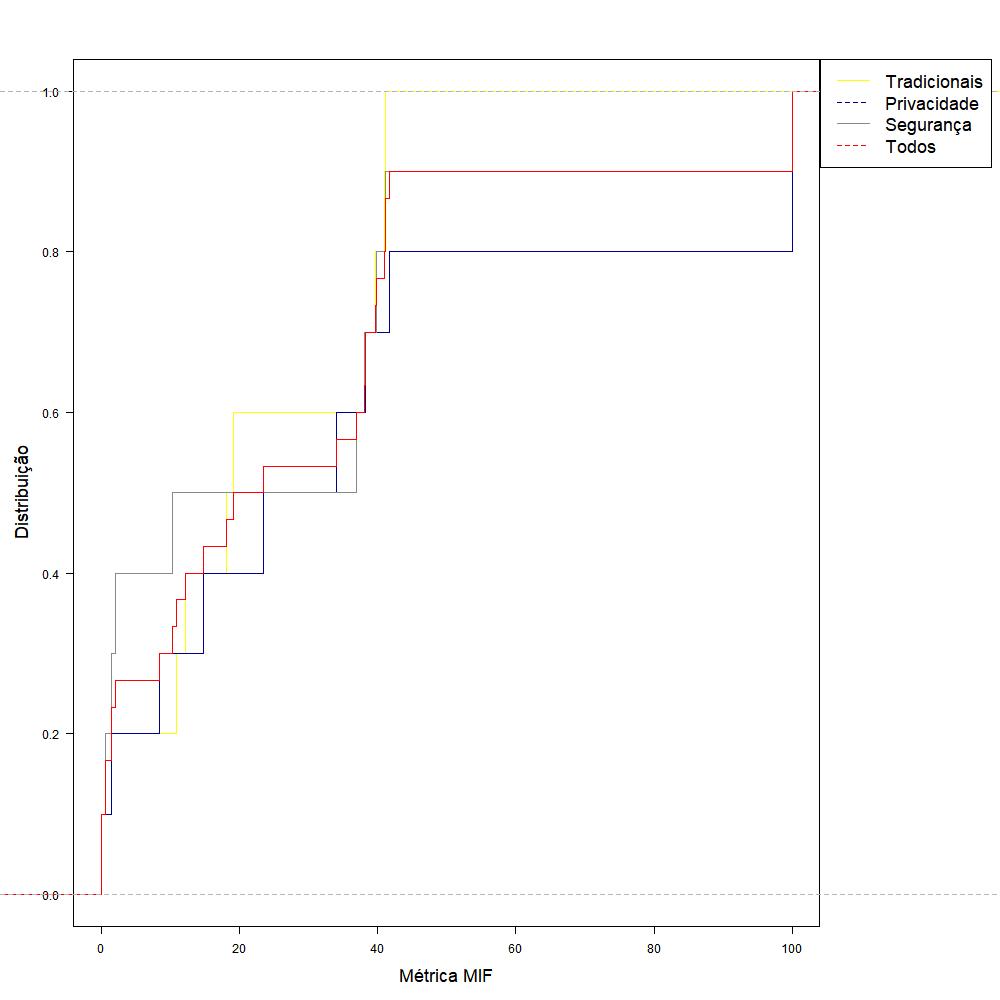 Tradicionais
Privacidade
Segurança
Todos
1.0
0.8
0.6
0.4
0.2
0.0
Distribuição
0 20 40 60 80 100
Métrica MIF